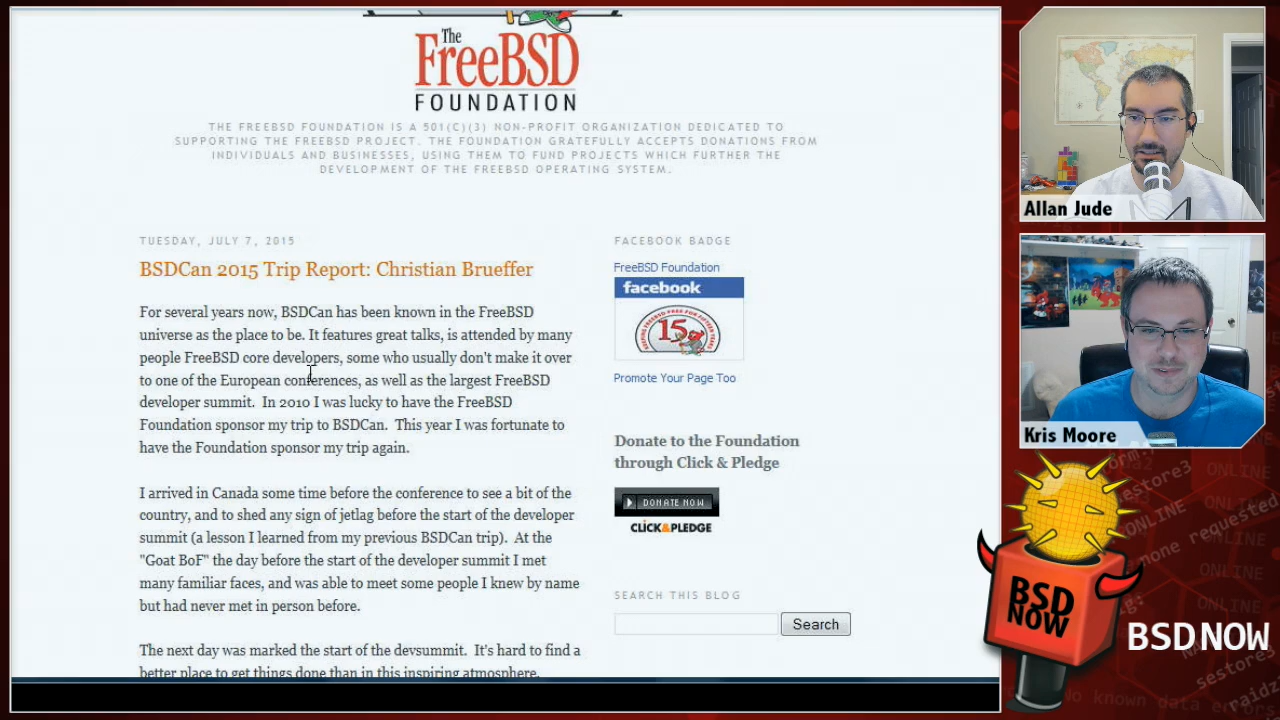 The
FreeBSD
FOUNDATION
THE FREEBSD FOUNDATION IS A 501(C)(3) NON-PROFIT ORGANIZATION DEDICATED TO
SUPPORTING THE FREEBSD PROJECT. THE FOUNDATION GRATEFULLY ACCEPTS DONATIONS FROM
INDIVIDUALS AND BUSINESSES, USING THEM TO FUND PROJECTS WHICH FURTHER THE
DEVELOPMENT OF THE FREEBSD OPERATING SYSTEM.
TUESDAY, JULY 7, 2015
BSDCan 2015 Trip Report: Christian Brueffer
For several years now, BSDCan has been known in the FreeBSD
universe as the place to be. It features great talks, is attended by many
people FreeBSD core developers, some who usually don't make it over
to one of the European conferences, as well as the largest FreeBSD
developer summit.  In 2010 I was lucky to have the FreeBSD
Foundation sponsor my trip to BSDCan.  This year I was fortunate to
have the Foundation sponsor my trip again.
I arrived in Canada some time before the conference to see a bit of the
country, and to shed any sign of jetlag before the start of the developer
summit (a lesson I learned from my previous BSDCan trip).  At the
"Goat BoF" the day before the start of the developer summit I met
many familiar faces, and was able to meet some people I knew by name
but had never met in person before.
The next day was marked the start of the devsummit.  It's hard to find a
better place to get things done than in this inspiring atmosphere.
FACEBOOK BADGE
FreeBSD Foundation
facebook
15
Promote Your Page Too
Donate to the Foundation
through Click & Pledge
DONATE NOW
CLICK&PLEDGE
SEARCH THIS BLOG
Search
Allan Jude
Kris Moore
BSD
NOW
BSD NOW
ONLINE
ONLINE
none requested
ONLINE
ONLINE
No known data errors